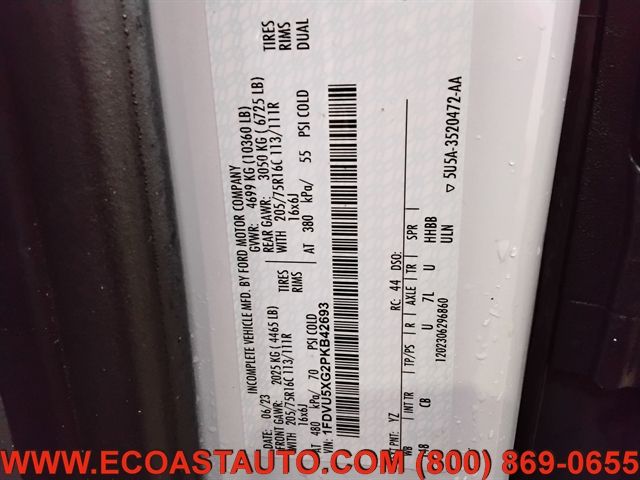 INCOMPLETE VEHICLE MFD. BY FORD MOTOR COMPANY
DATE: 06/23 GVWR: 4699 KG (10360 LB)
FRONT GAWR: 2025 KG (4465 LB) REAR GAWR: 3050 KG (6725 LB)
WITH 205/75R16C 113/111R TIRES WITH 205/75R16C 113/111R TIRES
16x6J RIMS 16x6J RIMS
AT 480 kPa/ 70 PSI COLD AT 380 kPa/ 55 PSI COLD DUAL
VIN: 1FDVU5XG2PKB42693
EXT PNT: YZ RC: 44 DSO:
WB INT TR TP/PS R AXLE TR SPR
148 CB U 7L U HHBB
1202306296860 ULN
▽ 5U5A-3520472-AA
WWW.ECOASTAUTO.COM (800) 869-0655